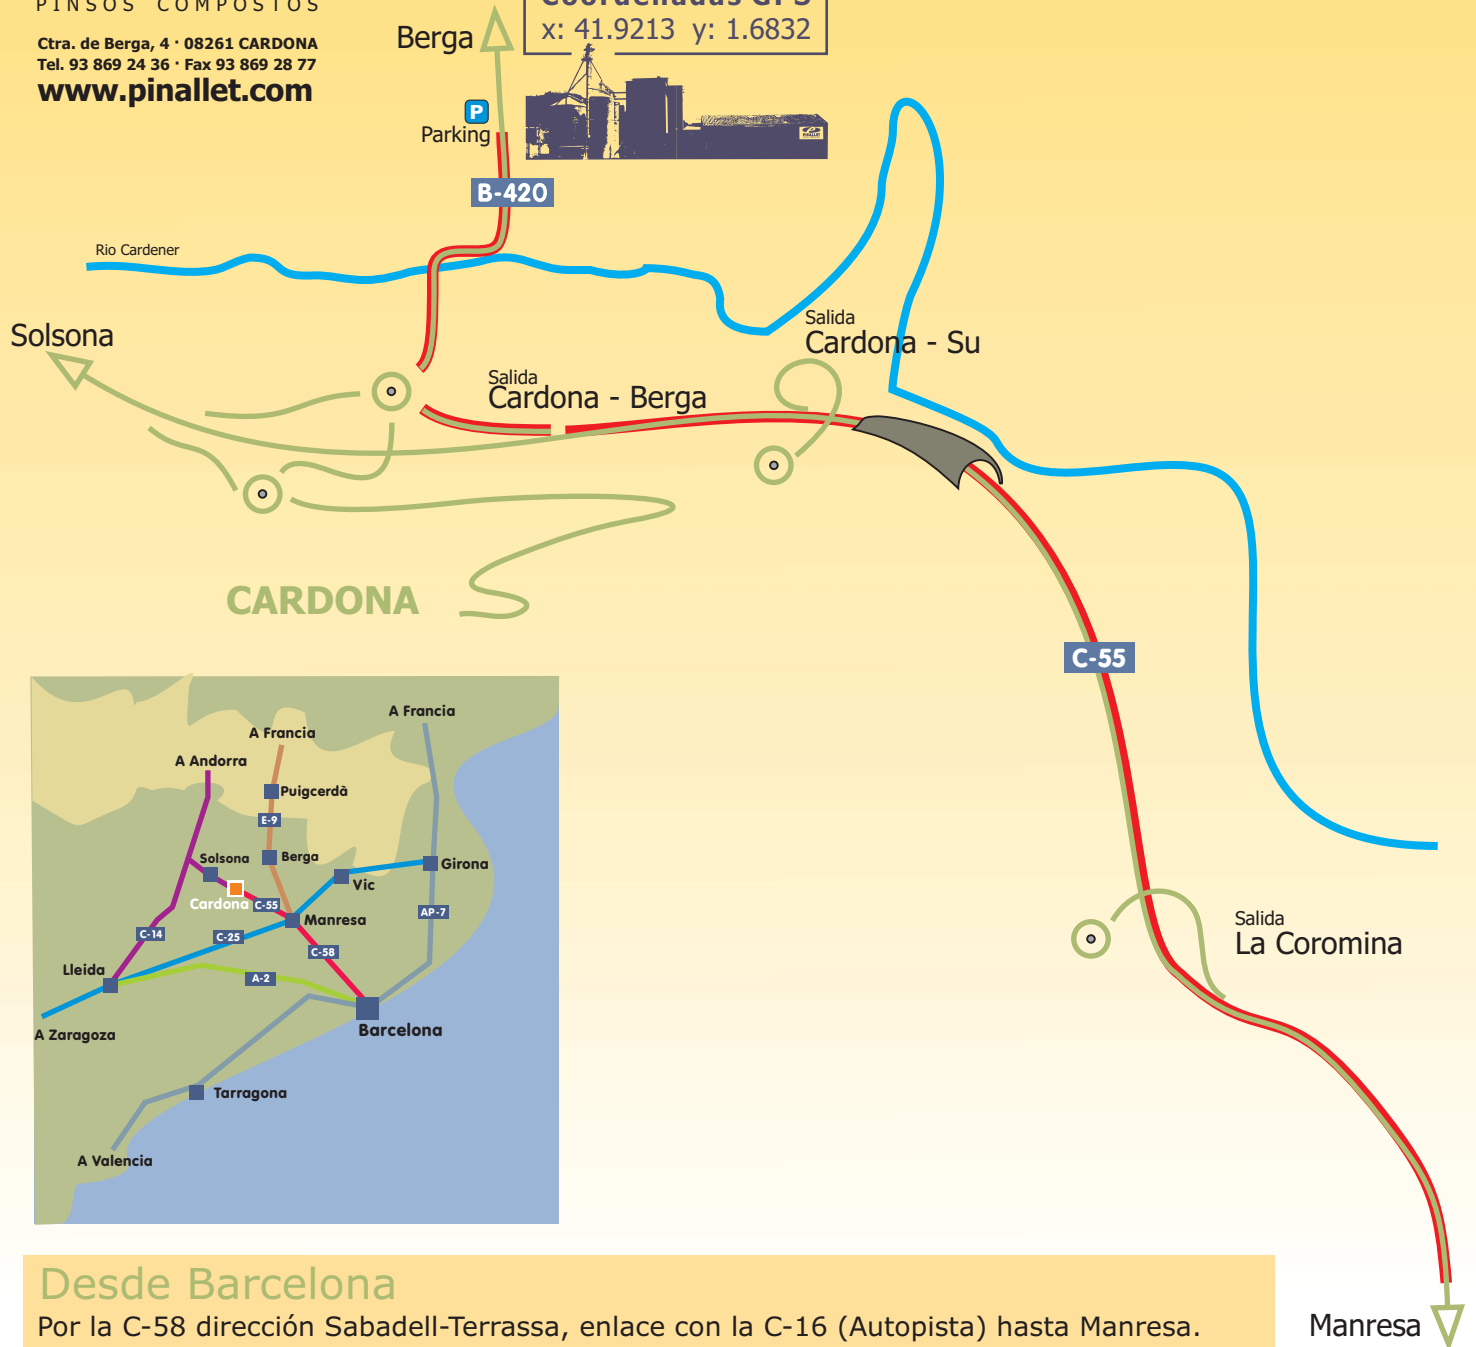 PINSOS COMPOSTOS
Ctra. de Berga, 4 · 08261 CARDONA
Tel. 93 869 24 36 · Fax 93 869 28 77
www.pinallet.com
Berga
Coordenadas GPS
x: 41.9213 y: 1.6832
P
Parking
PINALLET
B-420
Rio Cardener
Solsona
Salida
Cardona - Su
Salida
Cardona - Berga
CARDONA
C-55
A Francia
A Francia
A Andorra
Puigcerdà
E-9
Solsona
Berga
Girona
Vic
Cardona
C-55
AP-7
Manresa
C-14
C-25
C-58
Lleida
A-2
Barcelona
A Zaragoza
Tarragona
A Valencia
Salida
La Coromina
Desde Barcelona
Por la C-58 dirección Sabadell-Terrassa, enlace con la C-16 (Autopista) hasta Manresa.
Manresa